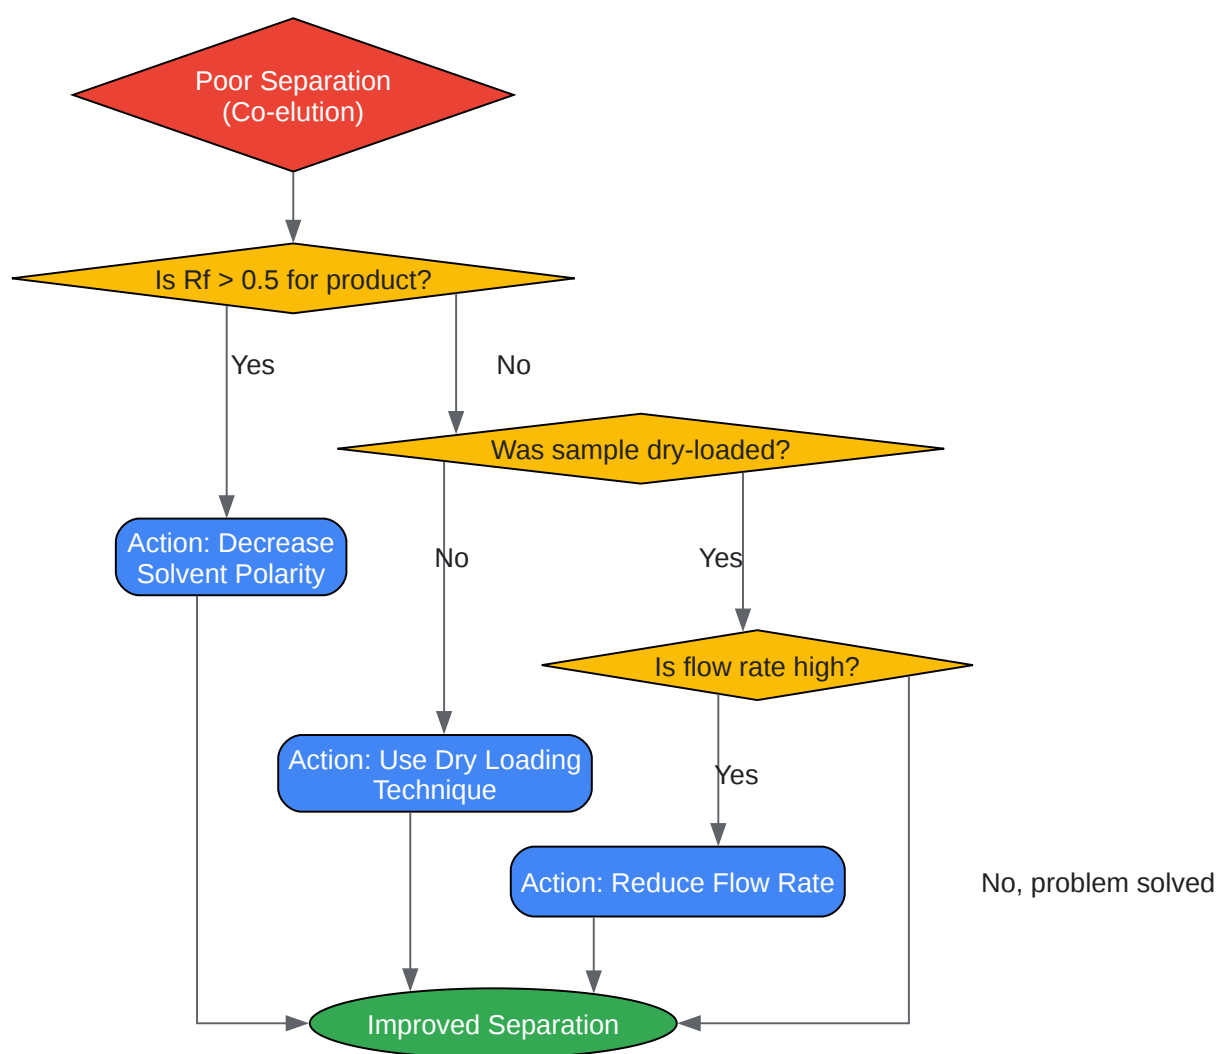 Poor Separation
(Co-elution)
Is Rf > 0.5 for product?
Yes
No
Was sample dry-loaded?
Action: Decrease
Solvent Polarity
No
Yes
Is flow rate high?
Action: Use Dry Loading
Technique
Yes
Action: Reduce Flow Rate
No, problem solved
Improved Separation